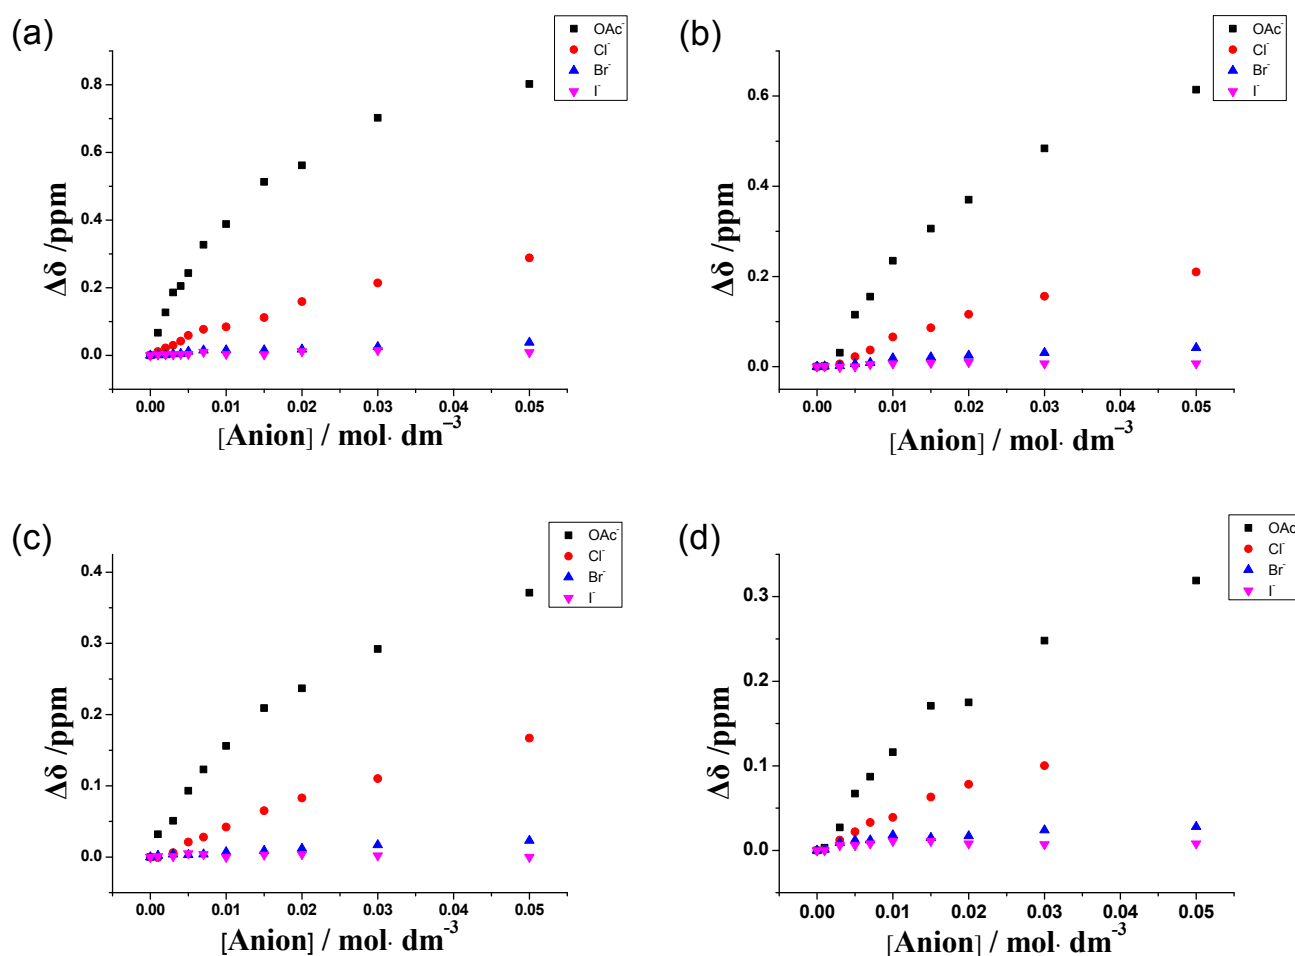 (a)
OAc⁻
Cl⁻
Br⁻
I⁻
0.8
0.6
0.4
0.2
0.0
Δδ /ppm
0.00 0.01 0.02 0.03 0.04 0.05
[Anion] / mol· dm⁻³
(b)
OAc⁻
Cl⁻
Br⁻
I⁻
0.6
0.4
0.2
0.0
Δδ /ppm
0.00 0.01 0.02 0.03 0.04 0.05
[Anion] / mol· dm⁻³
(c)
OAc⁻
Cl⁻
Br⁻
I⁻
0.4
0.3
0.2
0.1
0.0
Δδ /ppm
0.00 0.01 0.02 0.03 0.04 0.05
[Anion] / mol· dm⁻³
(d)
OAc⁻
Cl⁻
Br⁻
I⁻
0.3
0.2
0.1
0.0
Δδ /ppm
0.00 0.01 0.02 0.03 0.04 0.05
[Anion] / mol· dm⁻³